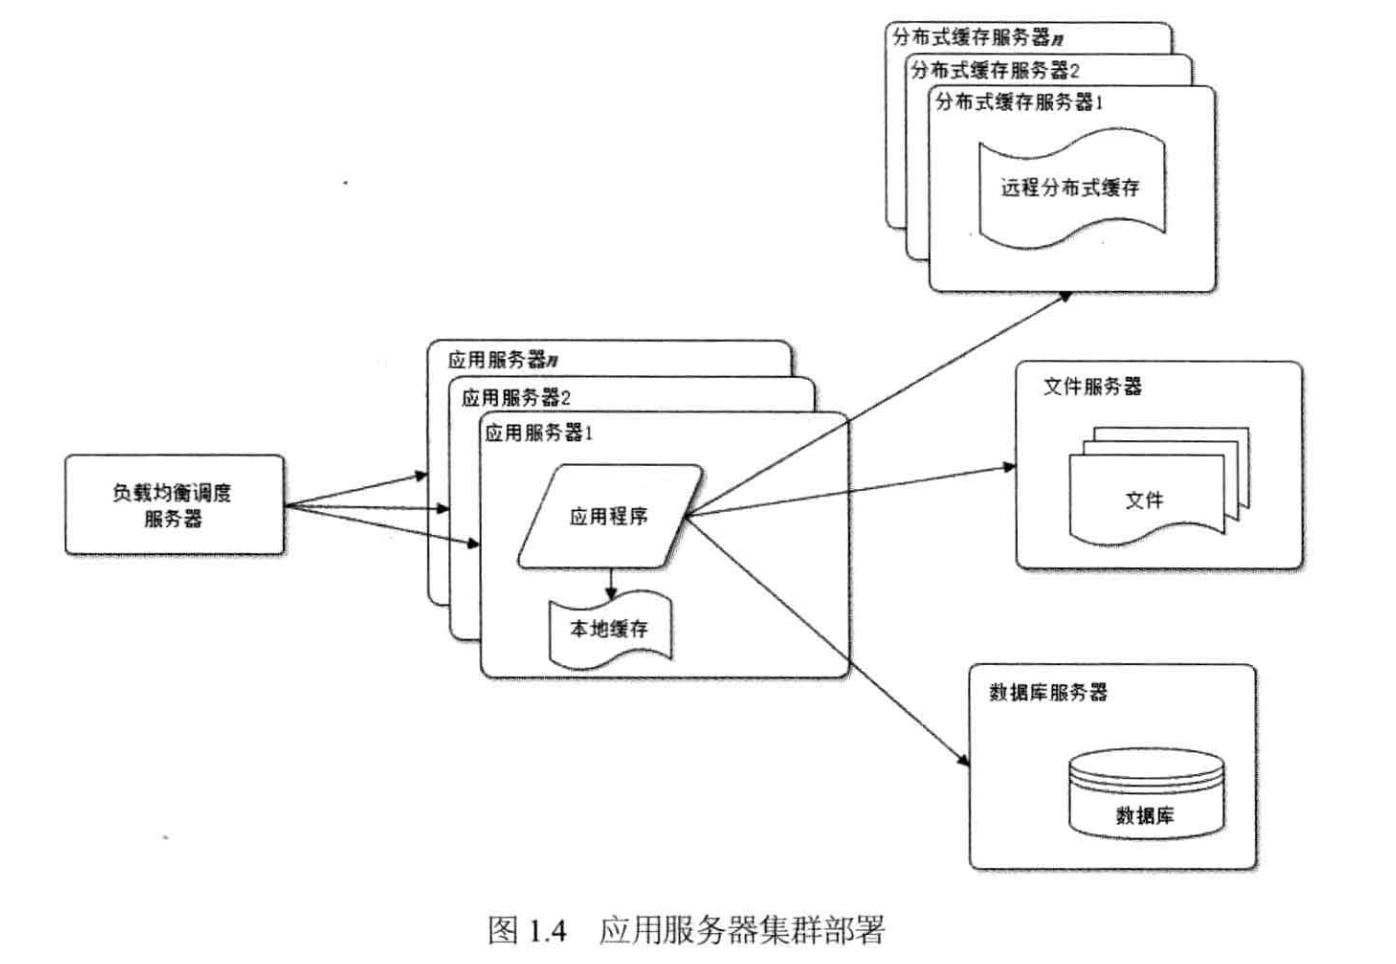 分布式缓存服务器n
分布式缓存服务器2
分布式缓存服务器1
远程分布式缓存
应用服务器n
应用服务器2
应用服务器1
应用程序
本地缓存
负载均衡调度
服务器
文件服务器
文件
数据库服务器
数据库
图 1.4 应用服务器集群部署